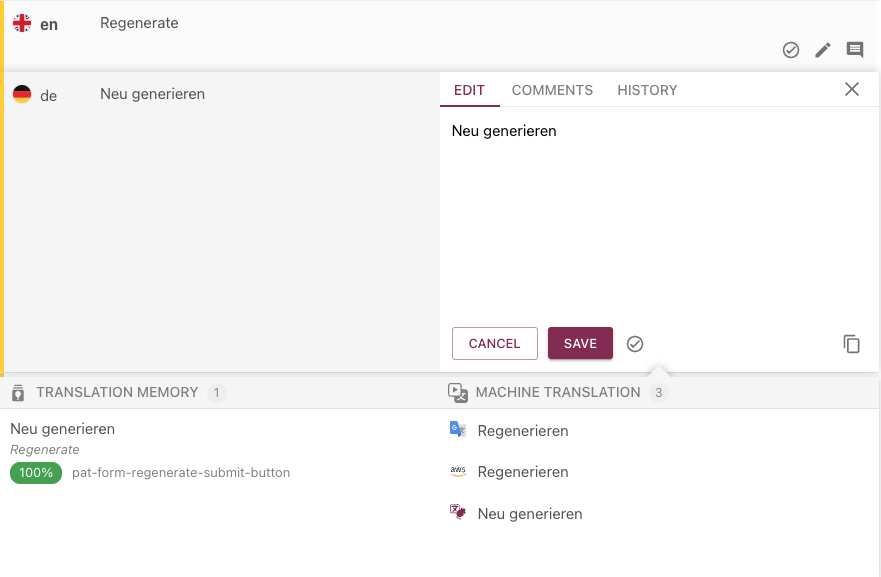 en
Regenerate
de
Neu generieren
EDIT
COMMENTS
HISTORY
Neu generieren
CANCEL
SAVE
TRANSLATION MEMORY 1
Neu generieren
Regenerate
100% pat-form-regenerate-submit-button
MACHINE TRANSLATION 3
Regenerieren
aws
Regenerieren
Neu generieren